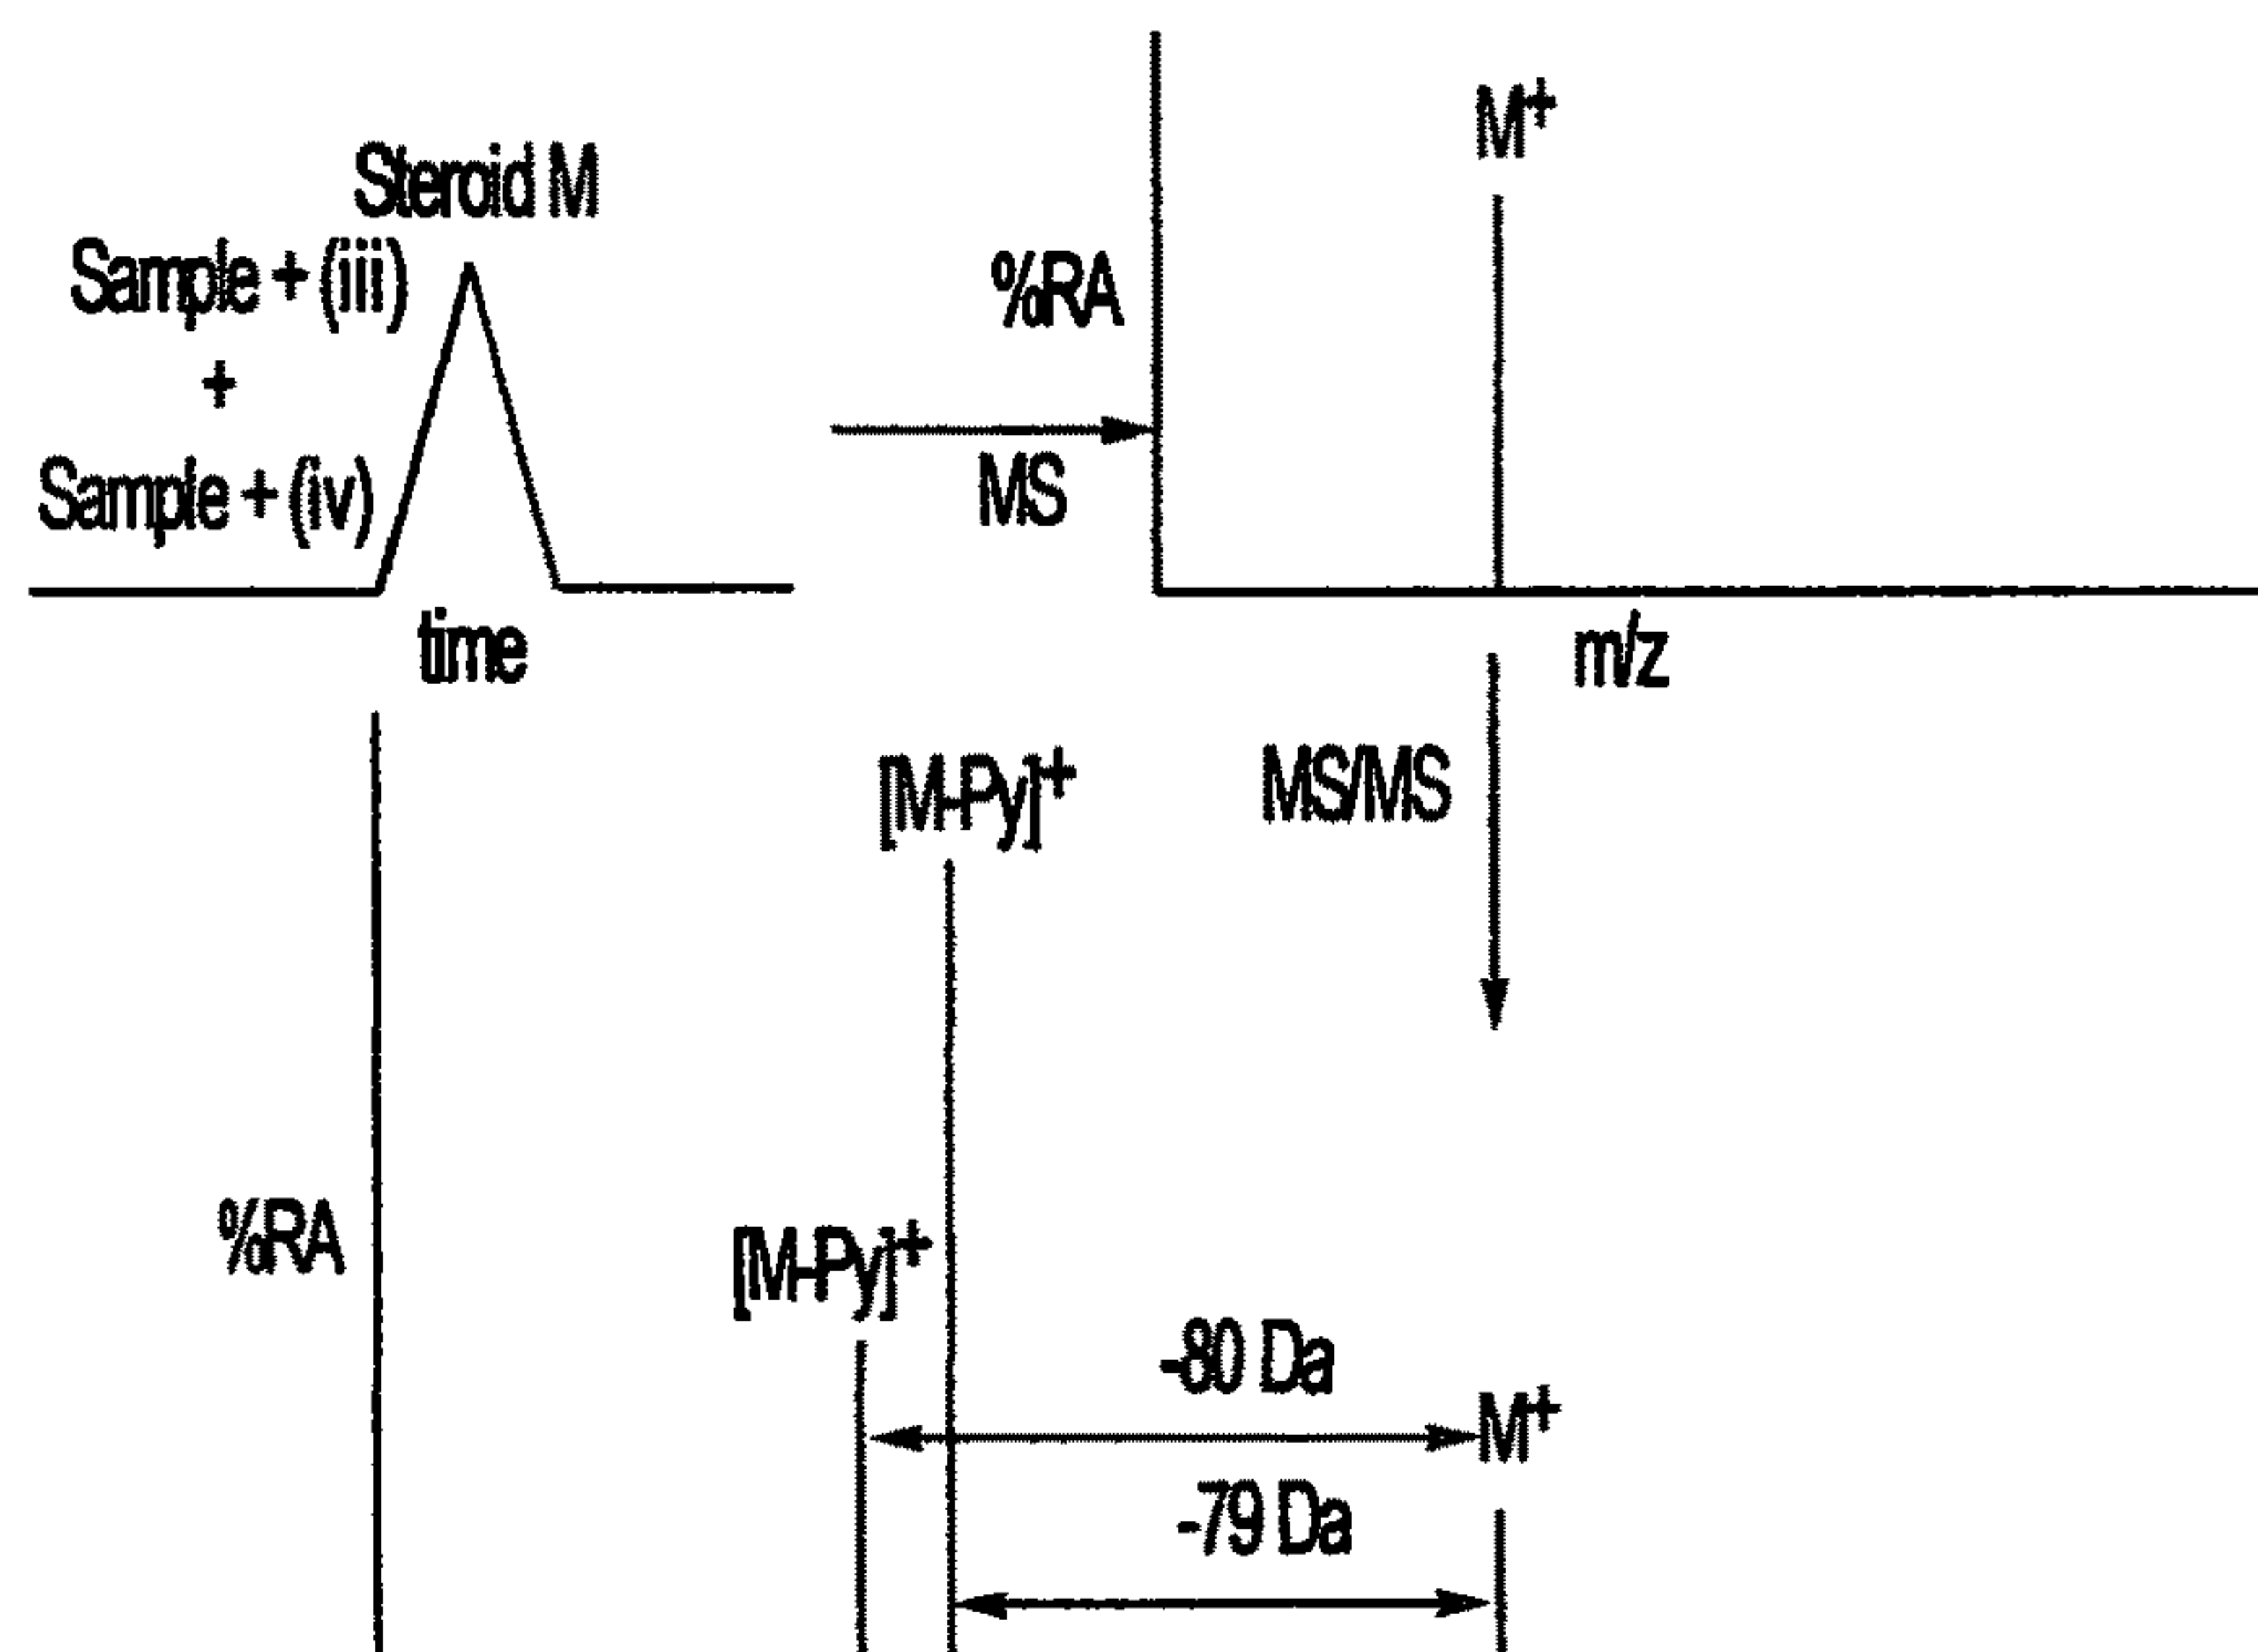 Steroid M
Sample + (iii)
+
Sample + (iv)
time
%RA
MS
M+
m/z
MS/MS
[M-Py]+
%RA
[M-Py]+
-80 Da
M+
-79 Da